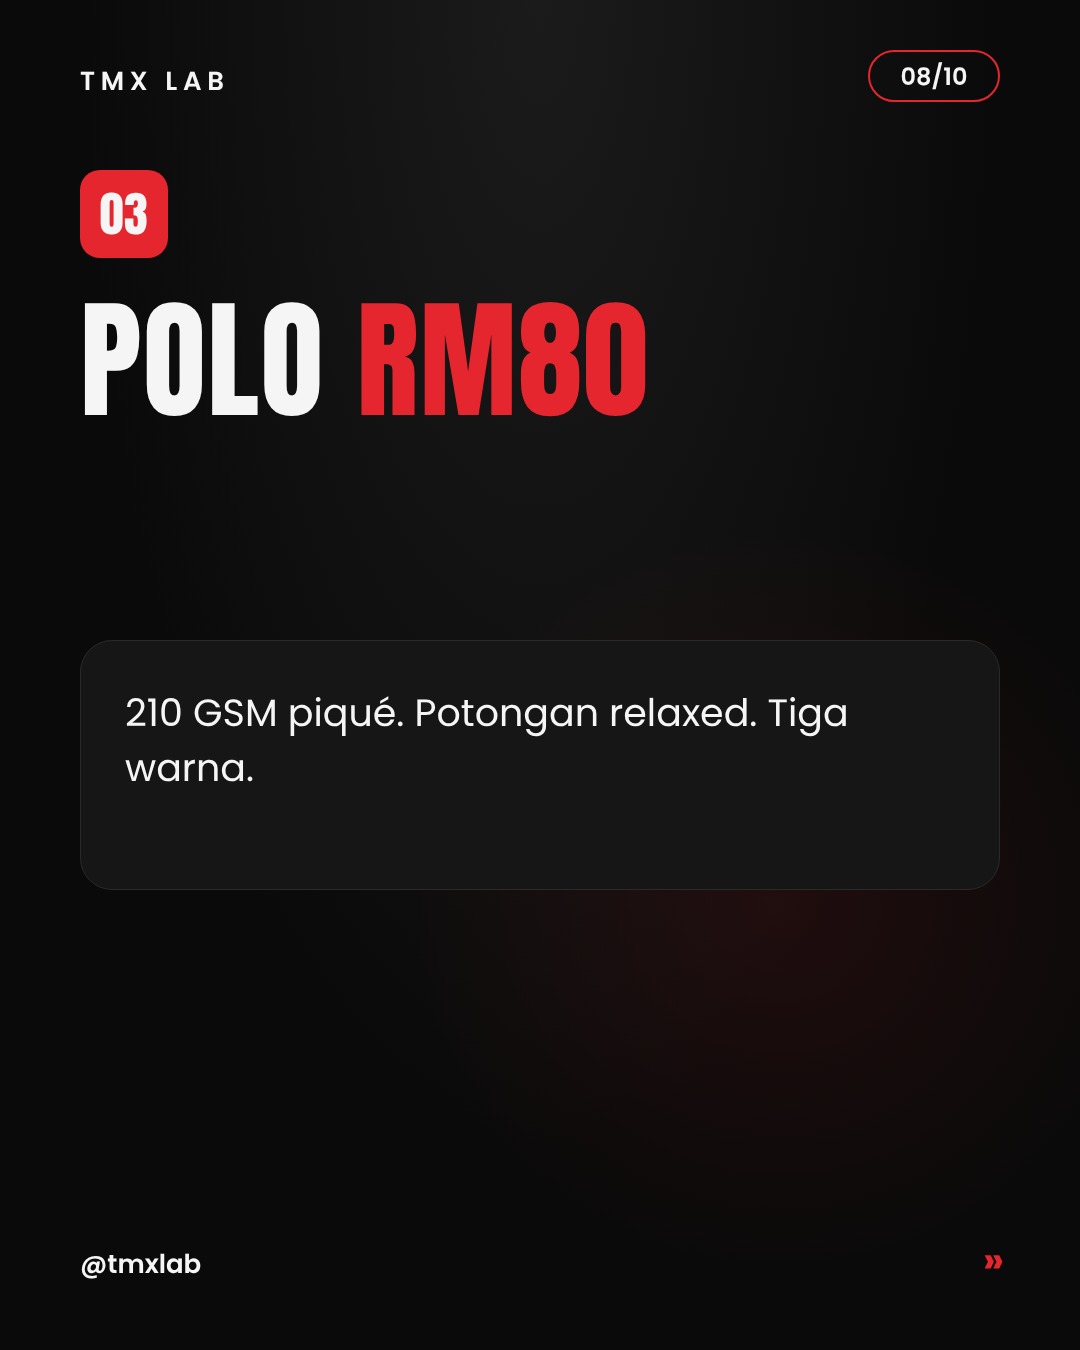 TMX LAB
08/10
03
POLO RM80
210 GSM piqué. Potongan relaxed. Tiga
warna.
@tmxlab
»